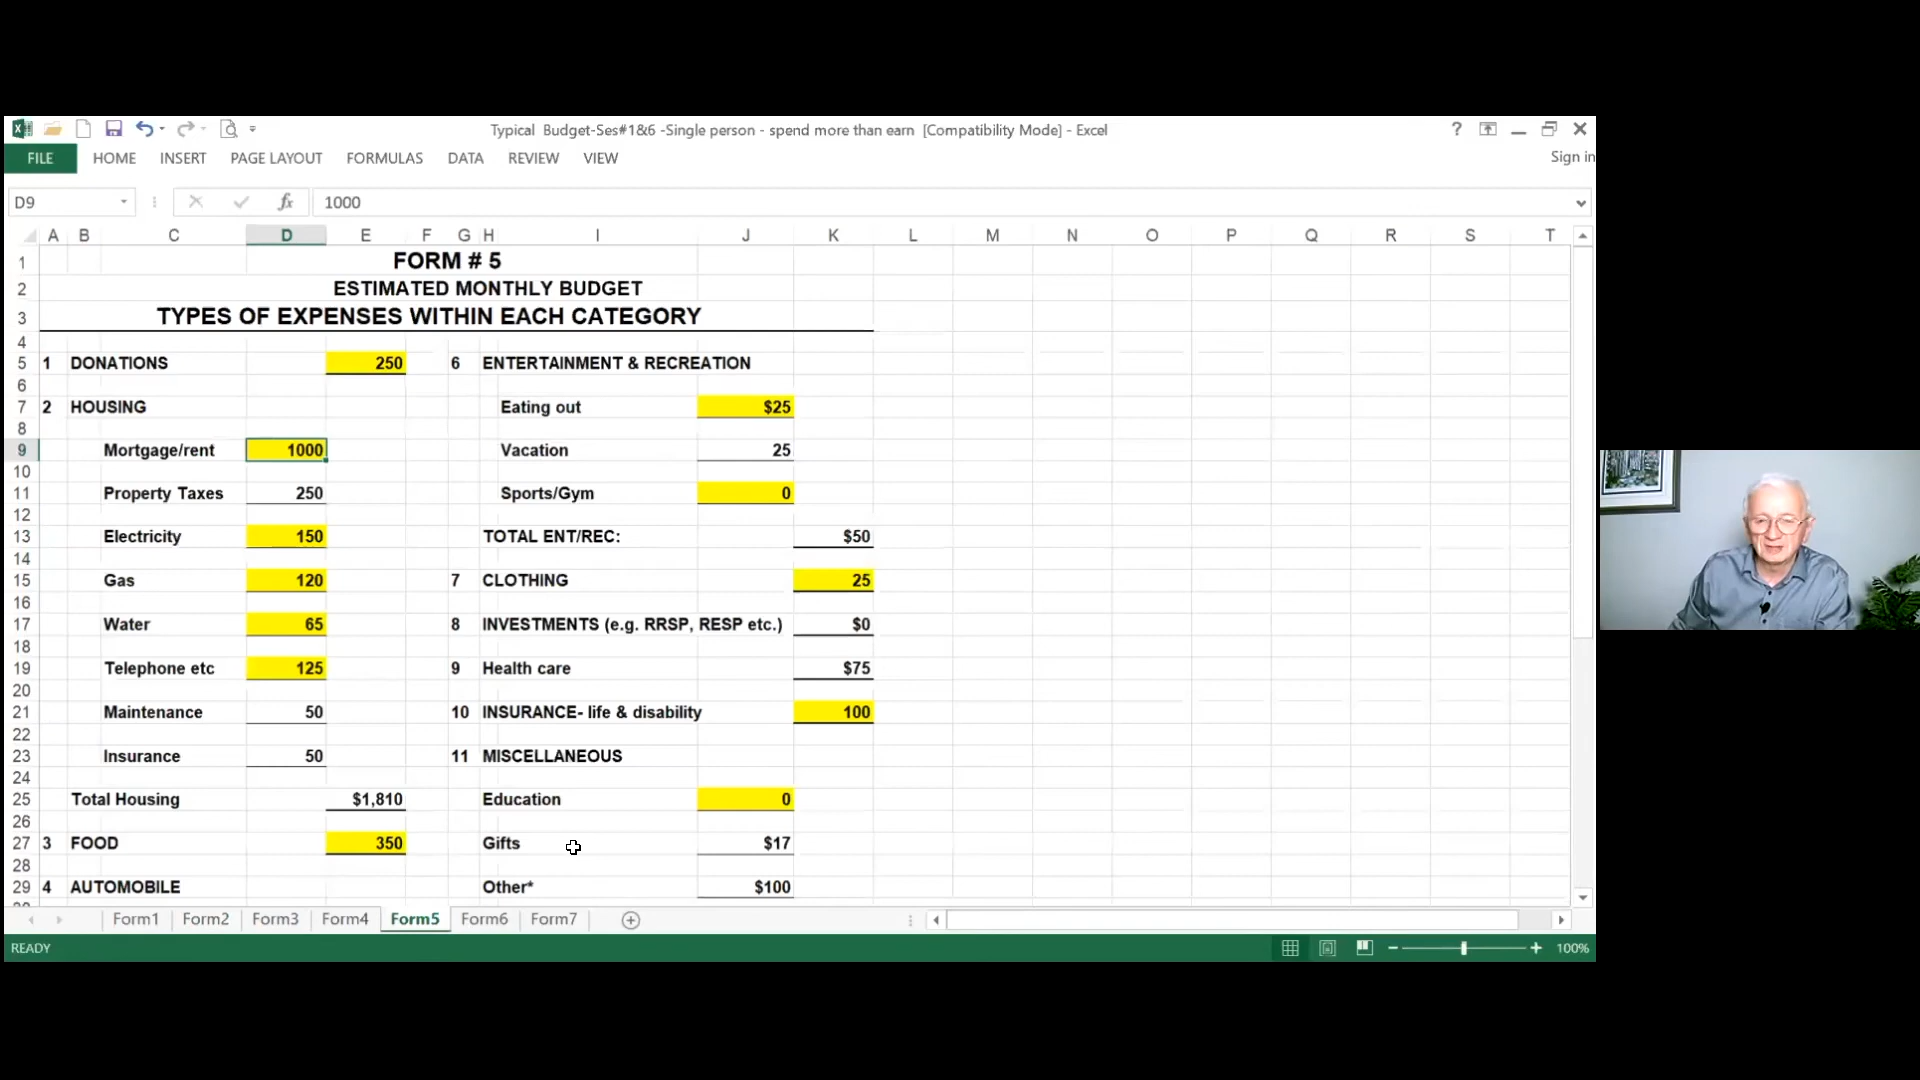 Typical Budget-Ses#1&6 -Single person - spend more than earn [Compatibility Mode] - Excel
?
FILE HOME INSERT PAGE LAYOUT FORMULAS DATA REVIEW VIEW Sign in
D9 fx 1000
A B C D E F G H I J K L M N O P Q R S T
1 FORM # 5
2 ESTIMATED MONTHLY BUDGET
3 TYPES OF EXPENSES WITHIN EACH CATEGORY
4
5 1 DONATIONS 250 6 ENTERTAINMENT & RECREATION
6
7 2 HOUSING Eating out $25
8
9 Mortgage/rent 1000 Vacation 25
10
11 Property Taxes 250 Sports/Gym 0
12
13 Electricity 150 TOTAL ENT/REC: $50
14
15 Gas 120 7 CLOTHING 25
16
17 Water 65 8 INVESTMENTS (e.g. RRSP, RESP etc.) $0
18
19 Telephone etc 125 9 Health care $75
20
21 Maintenance 50 10 INSURANCE- life & disability 100
22
23 Insurance 50 11 MISCELLANEOUS
24
25 Total Housing $1,810 Education 0
26
27 3 FOOD 350 Gifts $17
28
29 4 AUTOMOBILE Other* $100
Form1 Form2 Form3 Form4 Form5 Form6 Form7
READY 100%